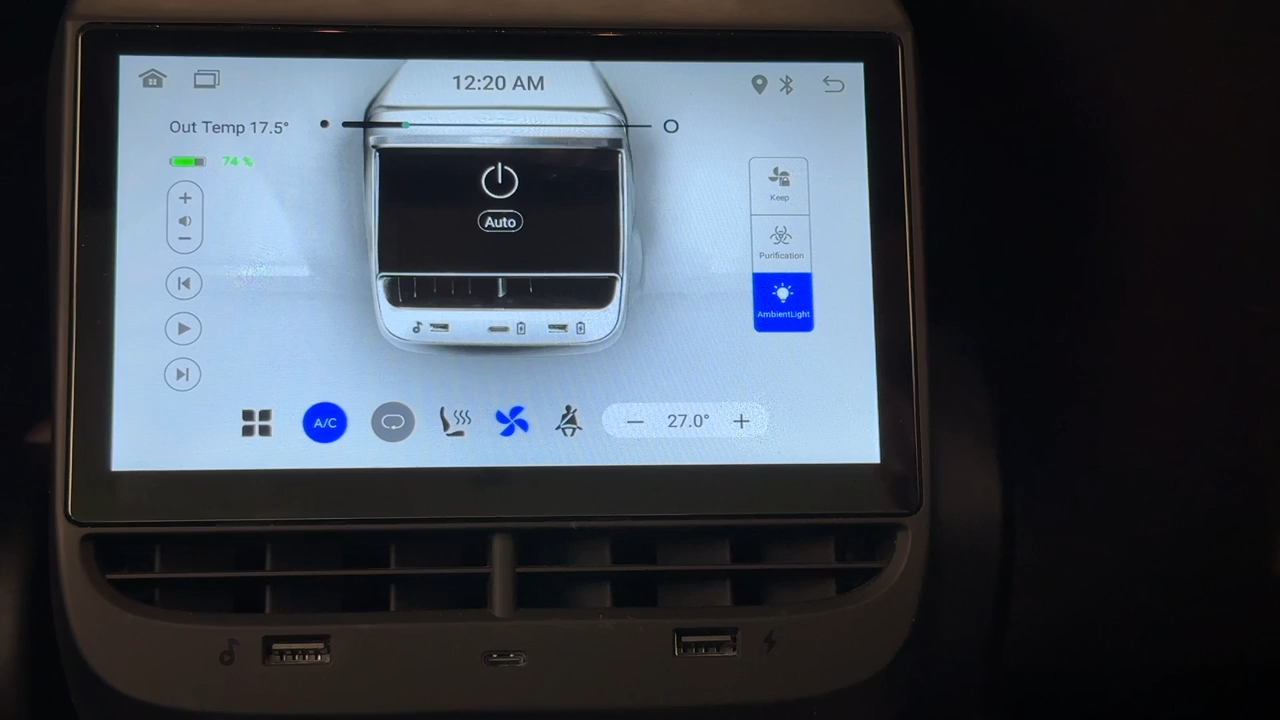 12:20 AM
Out Temp 17.5°
74 %
Auto
Keep
Purification
AmbientLight
A/C
27.0°